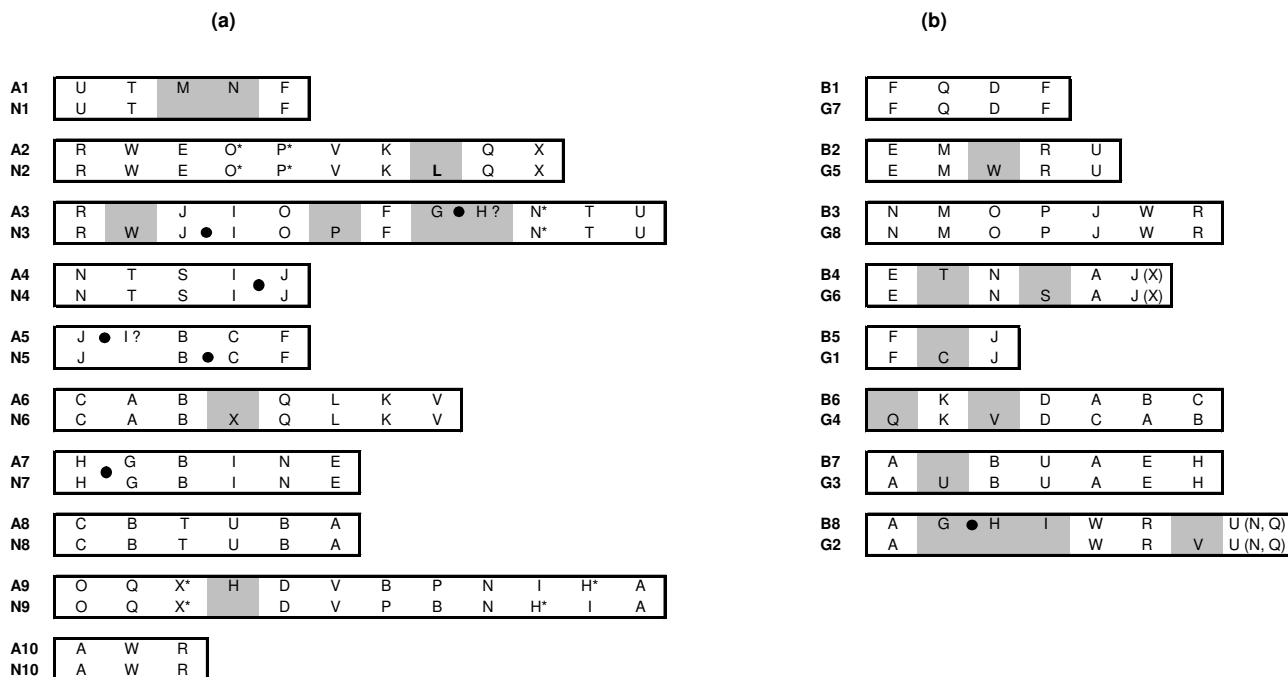 (a)
A1 U T M N F
N1 U T F
A2 R W E O* P* V K Q X
N2 R W E O* P* V K L Q X
A3 R J I O F G ● H ? N* T U
N3 R W J ● I O P F N* T U
A4 N T S I ● J
N4 N T S I J
A5 J ● I ? B C F
N5 J B ● C F
A6 C A B Q L K V
N6 C A B X Q L K V
A7 H ● G B I N E
N7 H G B I N E
A8 C B T U B A
N8 C B T U B A
A9 O Q X* H D V B P N I H* A
N9 O Q X* D V P B N H* I A
A10 A W R
N10 A W R
(b)
B1 F Q D F
G7 F Q D F
B2 E M R U
G5 E M W R U
B3 N M O P J W R
G8 N M O P J W R
B4 E T N A J (X)
G6 E N S A J (X)
B5 F J
G1 F C J
B6 K D A B C
G4 Q K V D C A B
B7 A B U A E H
G3 A U B U A E H
B8 A G ● H I W R U (N, Q)
G2 A W R V U (N, Q)